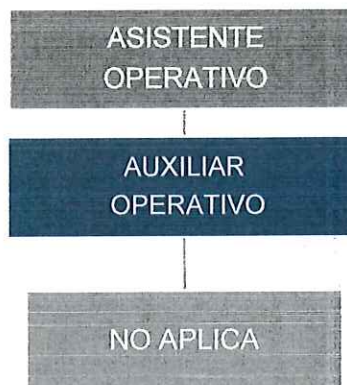 ASISTENTE
OPERATIVO
AUXILIAR
OPERATIVO
NO APLICA